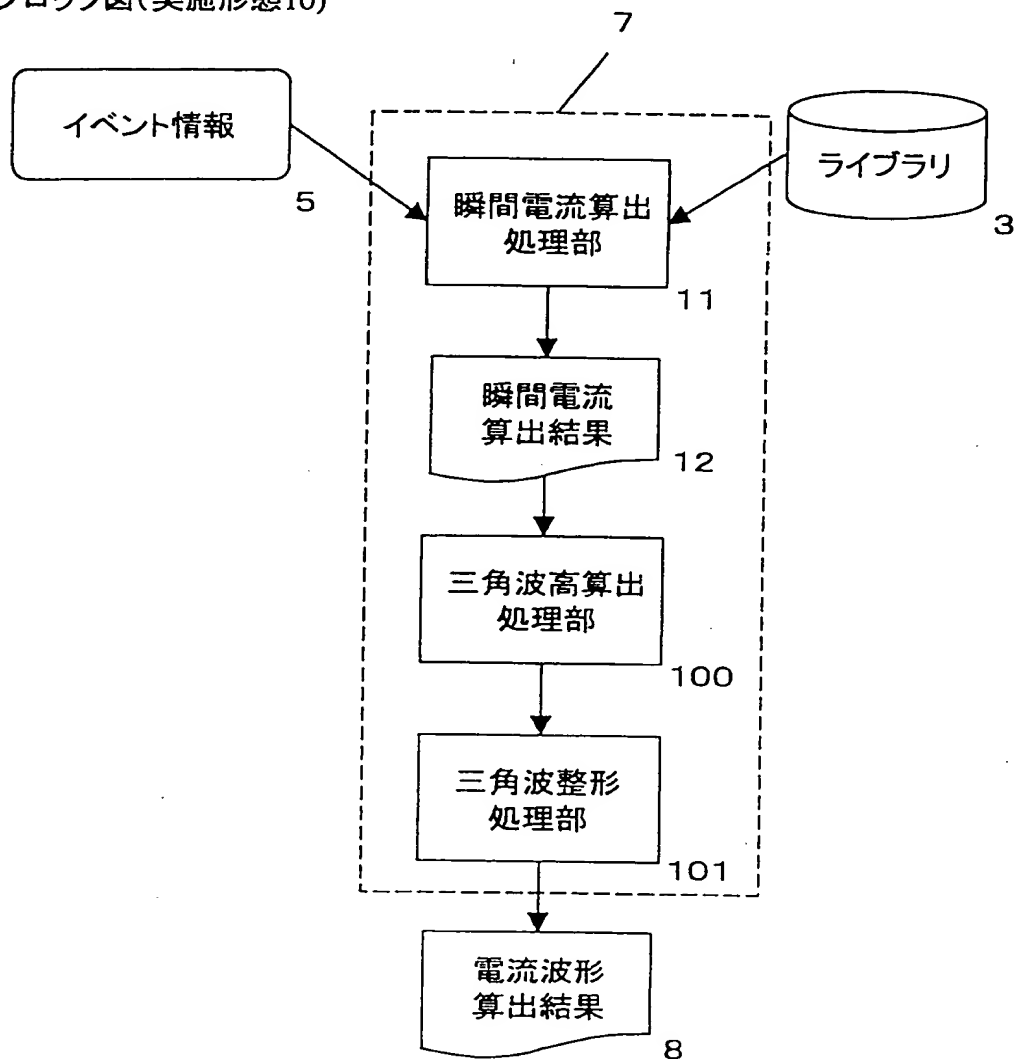 ブロック図(実施形態10)
7
イベント情報
5
ライブラリ
3
瞬間電流算出
処理部
11
瞬間電流
算出結果
12
三角波高算出
処理部
100
三角波整形
処理部
101
電流波形
算出結果
8